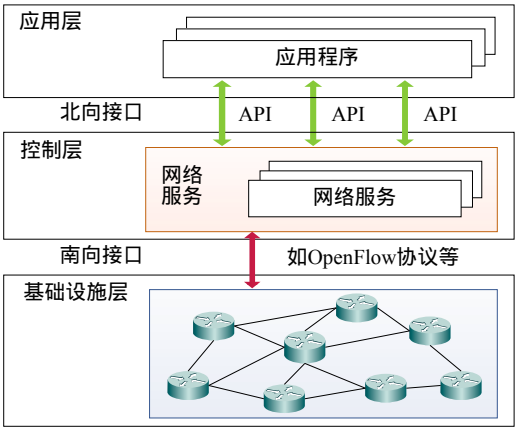 应用层
应用程序
北向接口
API
API
API
控制层
网络
服务
网络服务
南向接口
如OpenFlow协议等
基础设施层